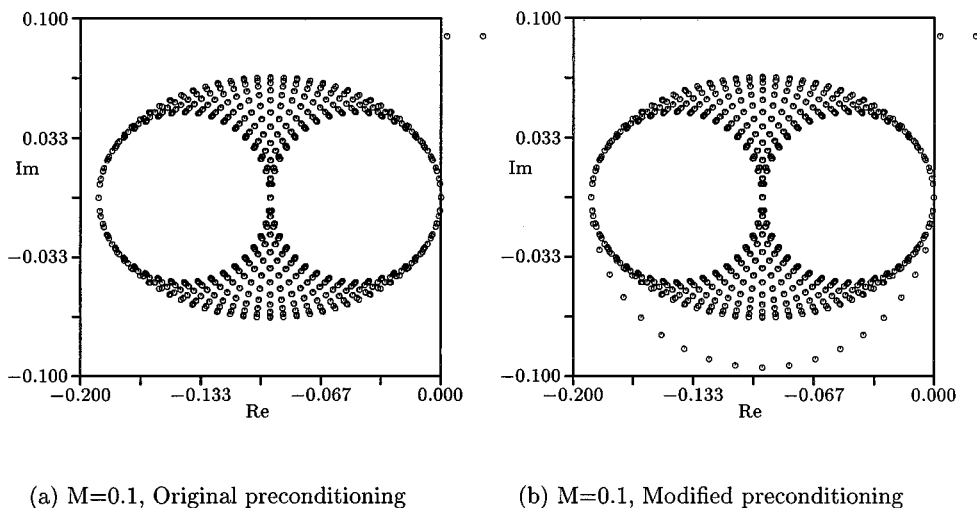 0.100
0.033
Im
−0.033
−0.100
−0.200
−0.133
−0.067
0.000
Re
0.100
0.033
Im
−0.033
−0.100
−0.200
−0.133
−0.067
0.000
Re
(a) M=0.1, Original preconditioning
(b) M=0.1, Modified preconditioning